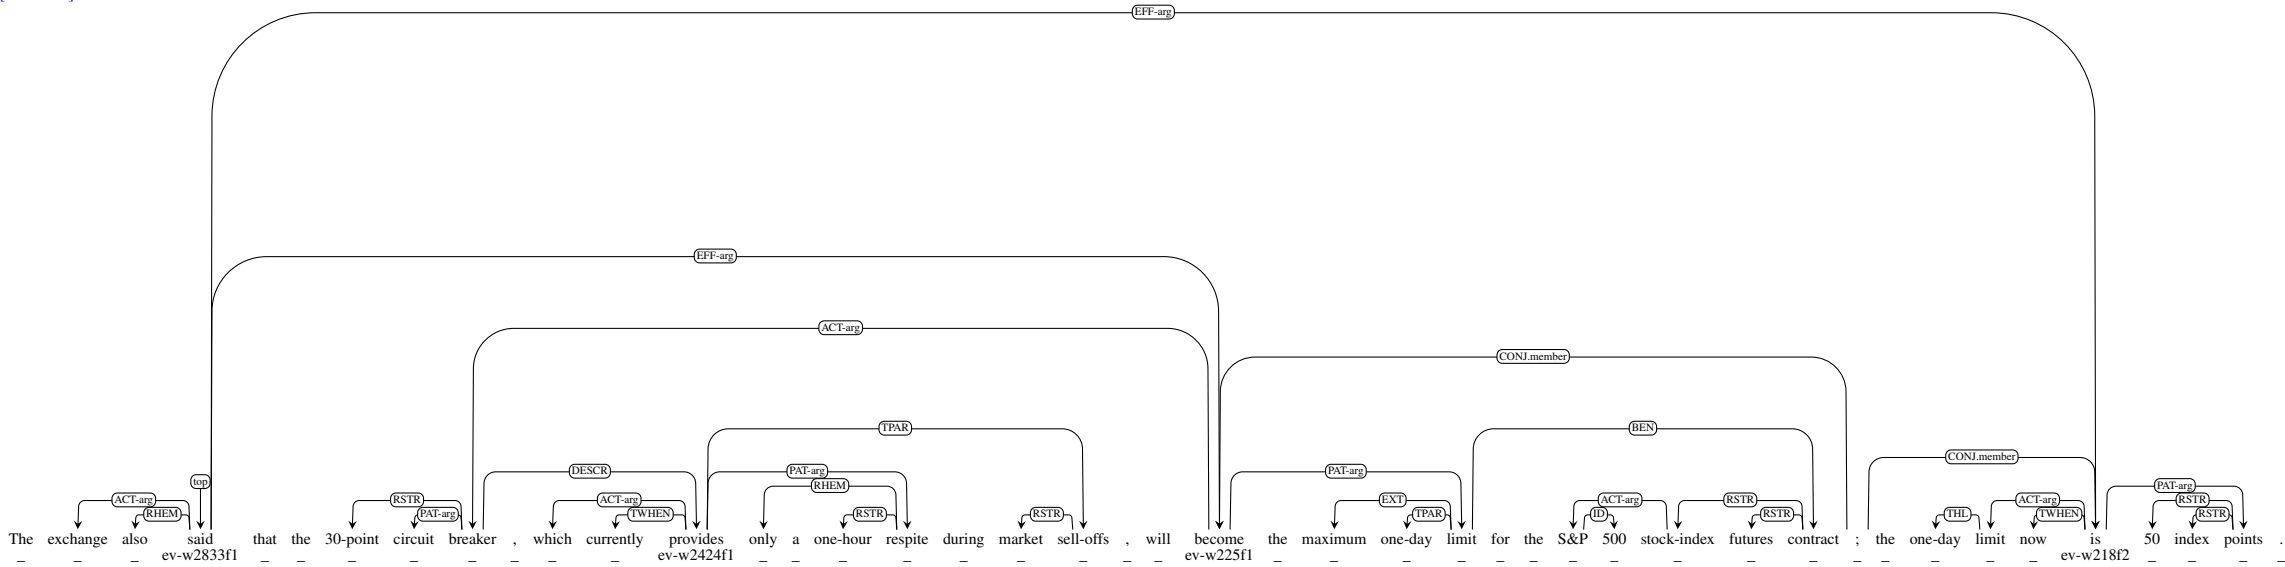 EFF-arg
EFF-arg
ACT-arg
CONJ.member
TPAR BEN
CONJ.member
DESCR PAT-arg PAT-arg
top RHEM PAT-arg
ACT-arg RSTR ACT-arg EXT ACT-arg RSTR ACT-arg RSTR
RHEM PAT-arg TWHEN RSTR RSTR TPAR ID RSTR THL TWHEN RSTR
The exchange also said that the 30-point circuit breaker , which currently provides only a one-hour respite during market sell-offs , will become the maximum one-day limit for the S&P 500 stock-index futures contract ; the one-day limit now is 50 index points .
ev-w2833f1 ev-w2424f1 ev-w225f1 ev-w218f2